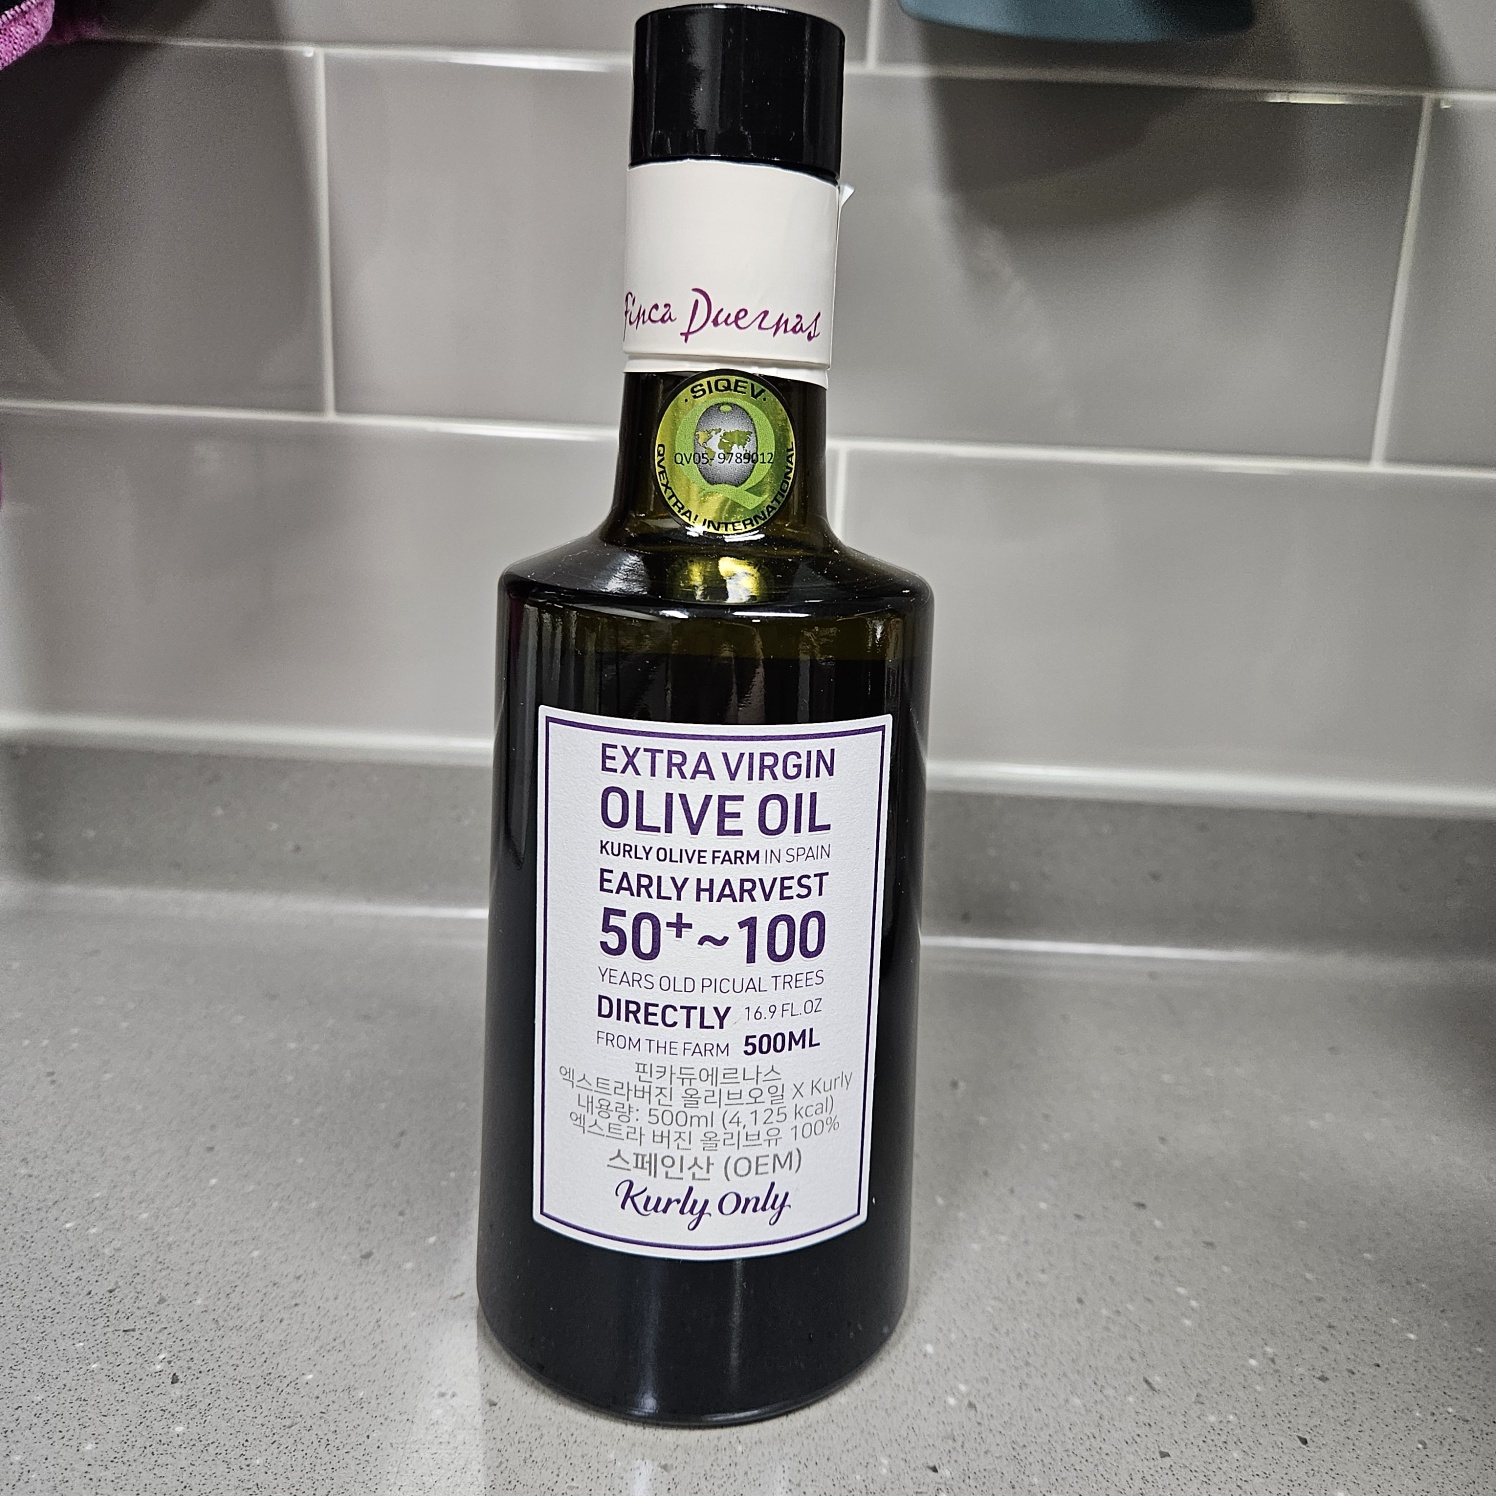 Finca Duernas
SIQEV
QV05-9789012
QVEXTRA! INTERNATIONAL
EXTRA VIRGIN
OLIVE OIL
KURLY OLIVE FARM IN SPAIN
EARLY HARVEST
50+~100
YEARS OLD PICUAL TREES
DIRECTLY 16.9 FL.OZ
FROM THE FARM 500ML
핀카듀에르나스
엑스트라버진 올리브오일 X Kurly
내용량: 500ml (4,125 kcal)
엑스트라 버진 올리브유 100%
스페인산 (OEM)
Kurly Only